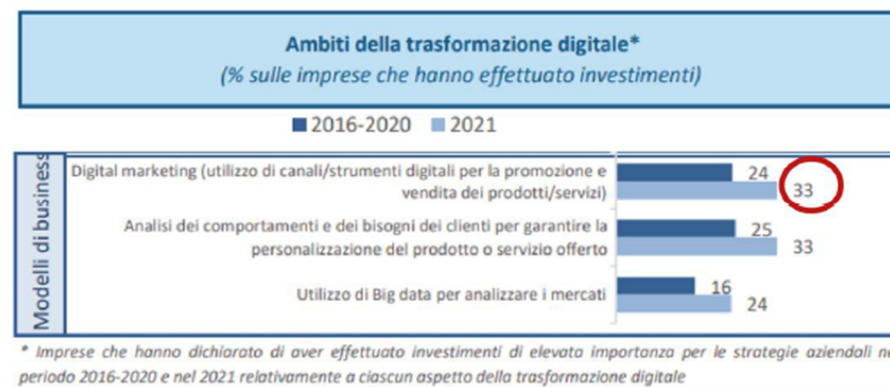 Ambiti della trasformazione digitale*
(% sulle imprese che hanno effettuato investimenti)
2016-2020 2021
Modelli di business
Digital marketing (utilizzo di canali/strumenti digitali per la promozione e
vendita dei prodotti/servizi)
24
33
Analisi dei comportamenti e dei bisogni dei clienti per garantire la
personalizzazione del prodotto o servizio offerto
25
33
Utilizzo di Big data per analizzare i mercati
16
24
* Imprese che hanno dichiarato di aver effettuato investimenti di elevata importanza per le strategie aziendali
periodo 2016-2020 e nel 2021 relativamente a ciascun aspetto della trasformazione digitale